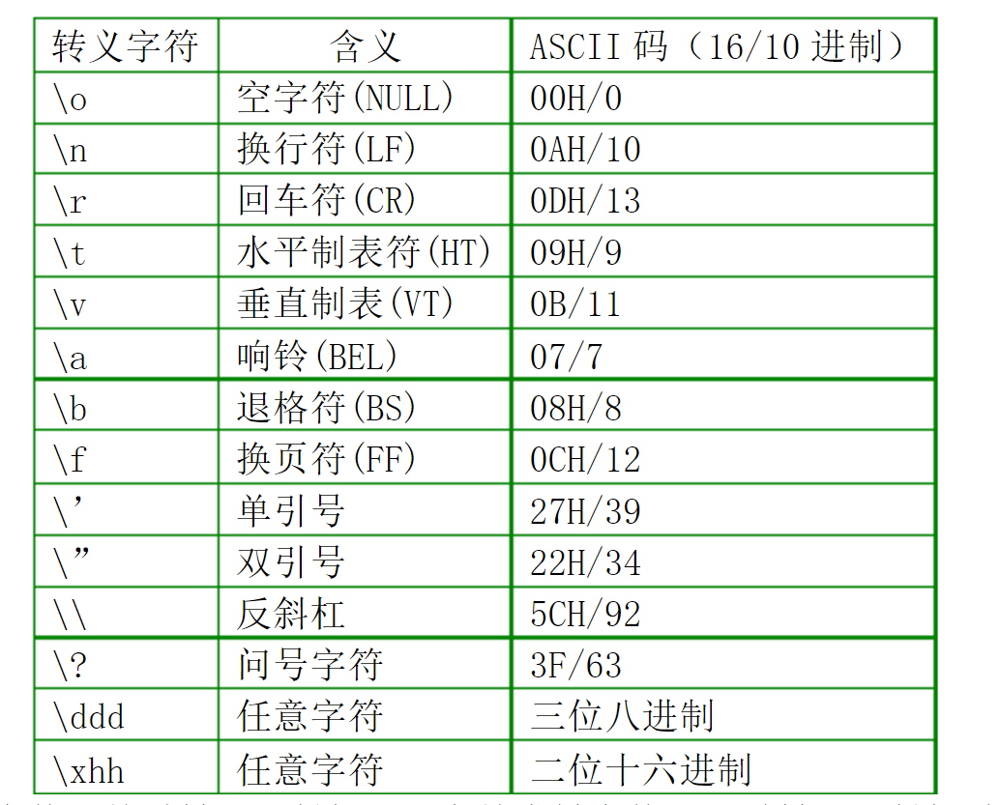 转义字符 含义 ASCII 码（16/10 进制）
\o 空字符(NULL) 00H/0
\n 换行符(LF) 0AH/10
\r 回车符(CR) 0DH/13
\t 水平制表符(HT) 09H/9
\v 垂直制表(VT) 0B/11
\a 响铃(BEL) 07/7
\b 退格符(BS) 08H/8
\f 换页符(FF) 0CH/12
\’ 单引号 27H/39
\” 双引号 22H/34
\\ 反斜杠 5CH/92
\? 问号字符 3F/63
\ddd 任意字符 三位八进制
\xhh 任意字符 二位十六进制